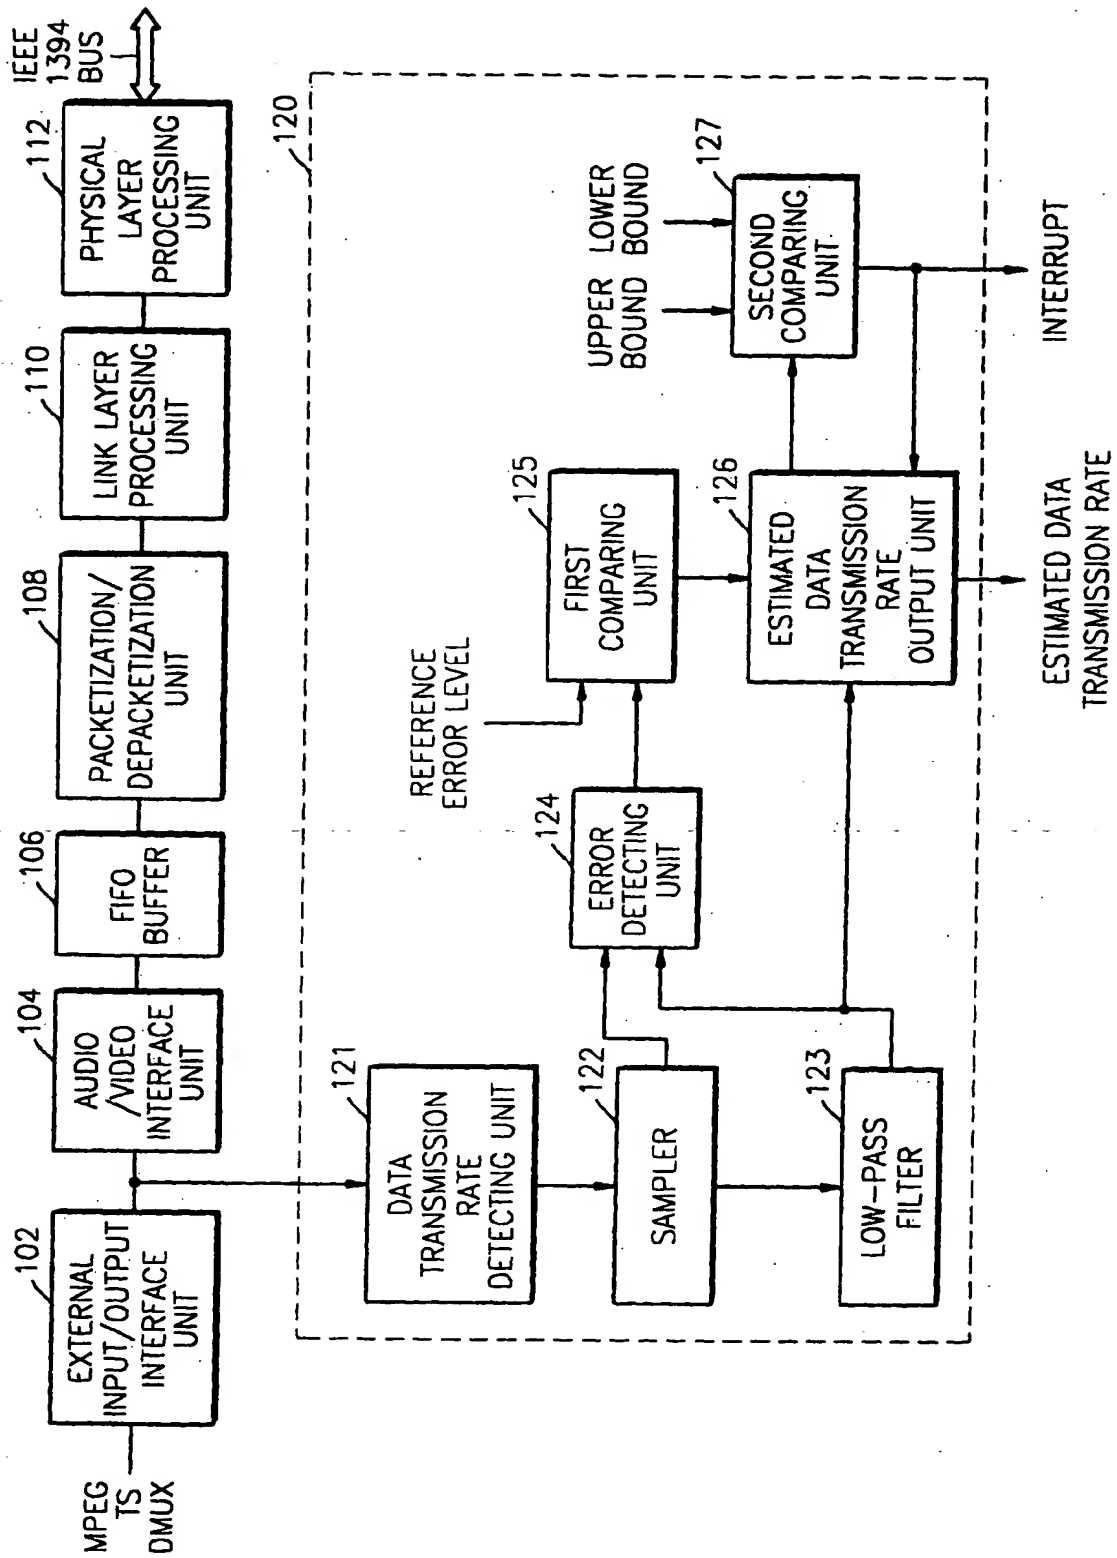 MPEG
TS
DMUX
102
EXTERNAL
INPUT/OUTPUT
INTERFACE
UNIT
104
AUDIO
/VIDEO
INTERFACE
UNIT
106
FIFO
BUFFER
108
PACKETIZATION/
DEPACKETIZATION
UNIT
110
LINK LAYER
PROCESSING
UNIT
112
PHYSICAL
LAYER
PROCESSING
UNIT
IEEE
1394
BUS
120
121
DATA
TRANSMISSION
RATE
DETECTING UNIT
122
SAMPLER
123
LOW-PASS
FILTER
124
ERROR
DETECTING
UNIT
REFERENCE
ERROR LEVEL
125
FIRST
COMPARING
UNIT
126
ESTIMATED
DATA
TRANSMISSION
RATE
OUTPUT UNIT
UPPER
BOUND
LOWER
BOUND
127
SECOND
COMPARING
UNIT
ESTIMATED DATA
TRANSMISSION RATE
INTERRUPT